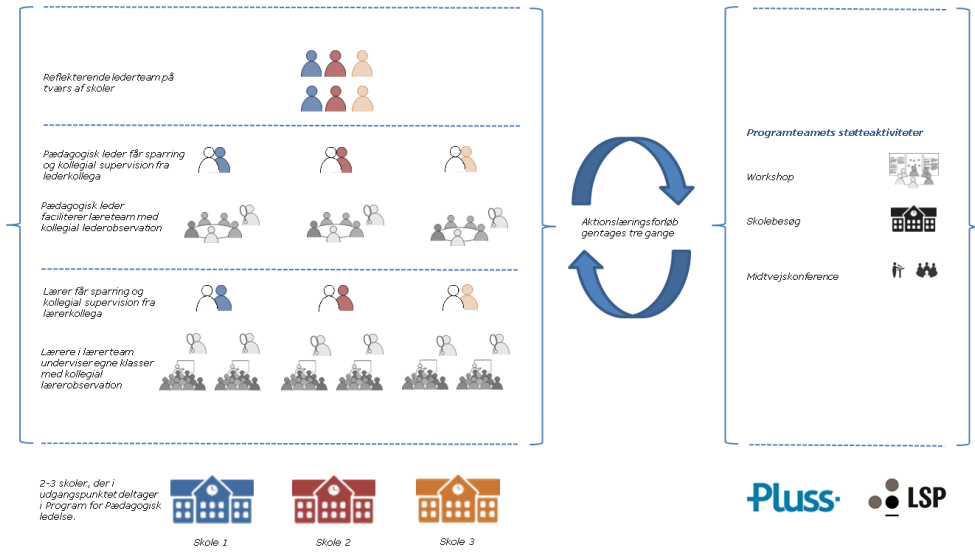 Reflekterende lederteam på
tværs af skoler
Pædagogisk leder får sparring
og kollegial supervision fra
lederkollega
Pædagogisk leder
faciliterer læreteam med
kollegial lederobservation
Lærer får sparring og
kollegial supervision fra
lærerkollega
Lærere i lærerteam
underviser egne klasser
med kollegial
lærerobservation
2-3 skoler, der i
udgangspunktet deltager
i Program for Pædagogisk
ledelse.
Skole 1
Skole 2
Skole 3
Aktionslæringsforløb
gentages tre gange
Programteamets støtteaktiviteter
Workshop
Skolebesøg
Midtvejskonference
Pluss
LSP